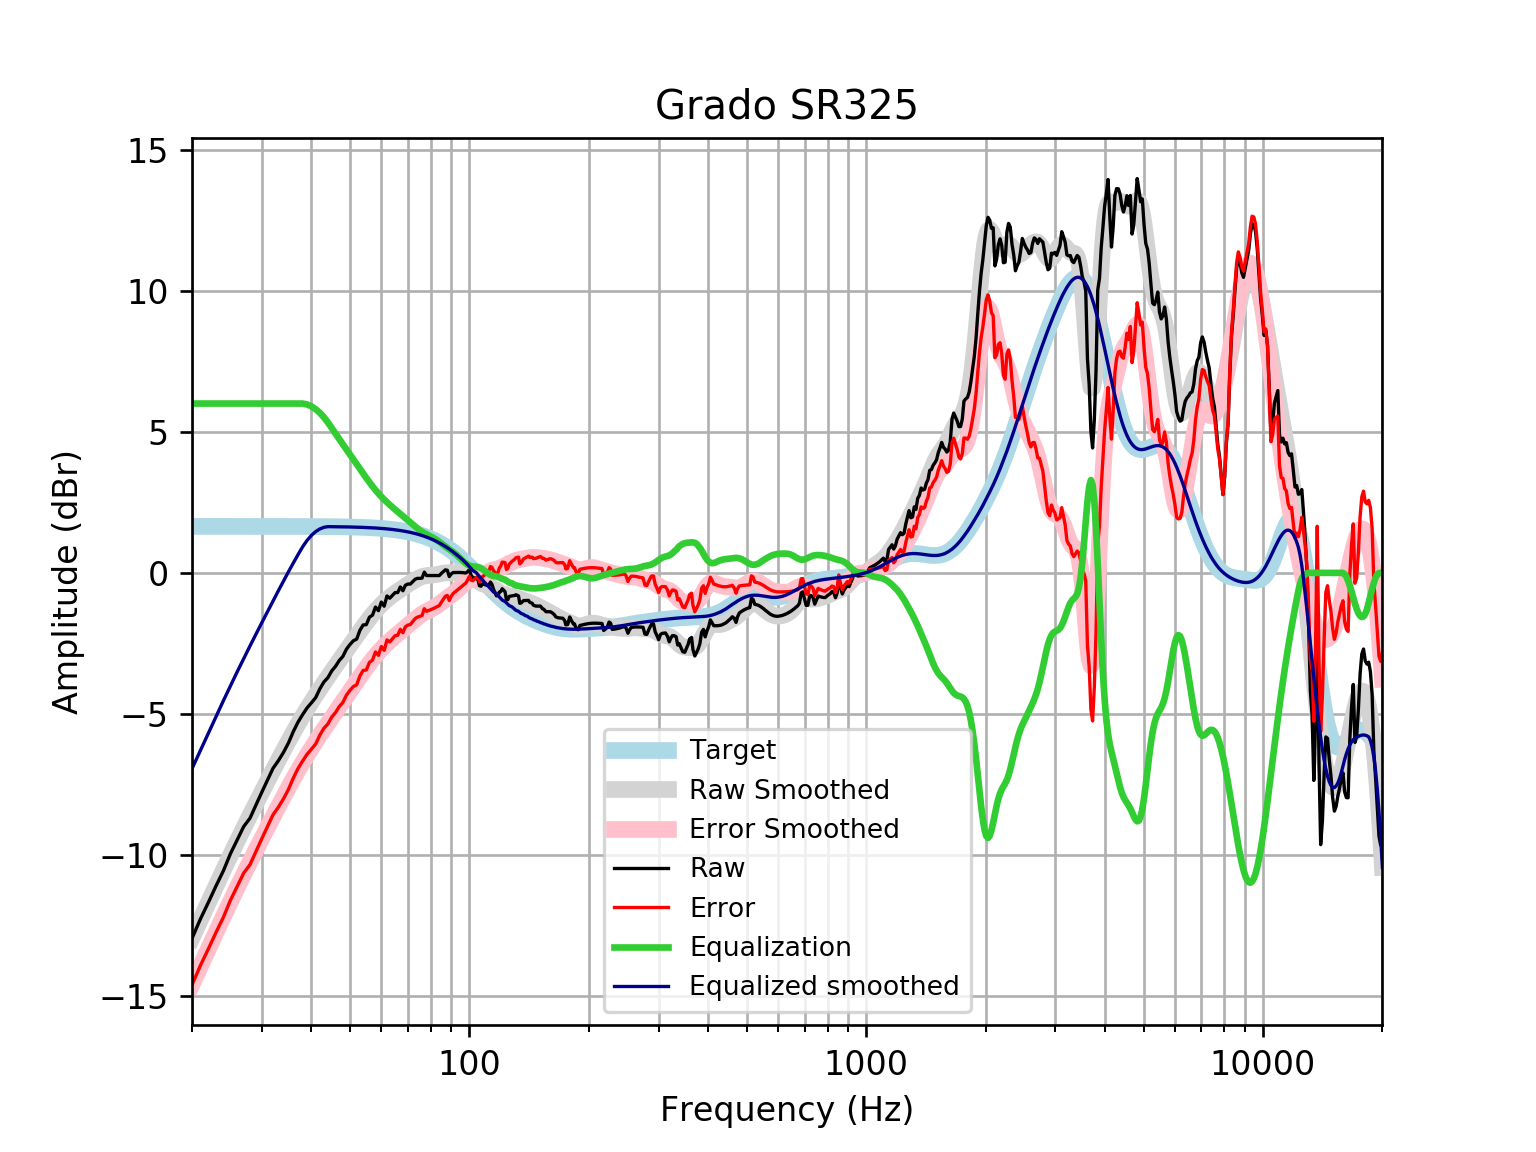 Grado SR325
15
10
5
0
−5
−10
−15
Amplitude (dBr)
Target
Raw Smoothed
Error Smoothed
Raw
Error
Equalization
Equalized smoothed
100 1000 10000
Frequency (Hz)